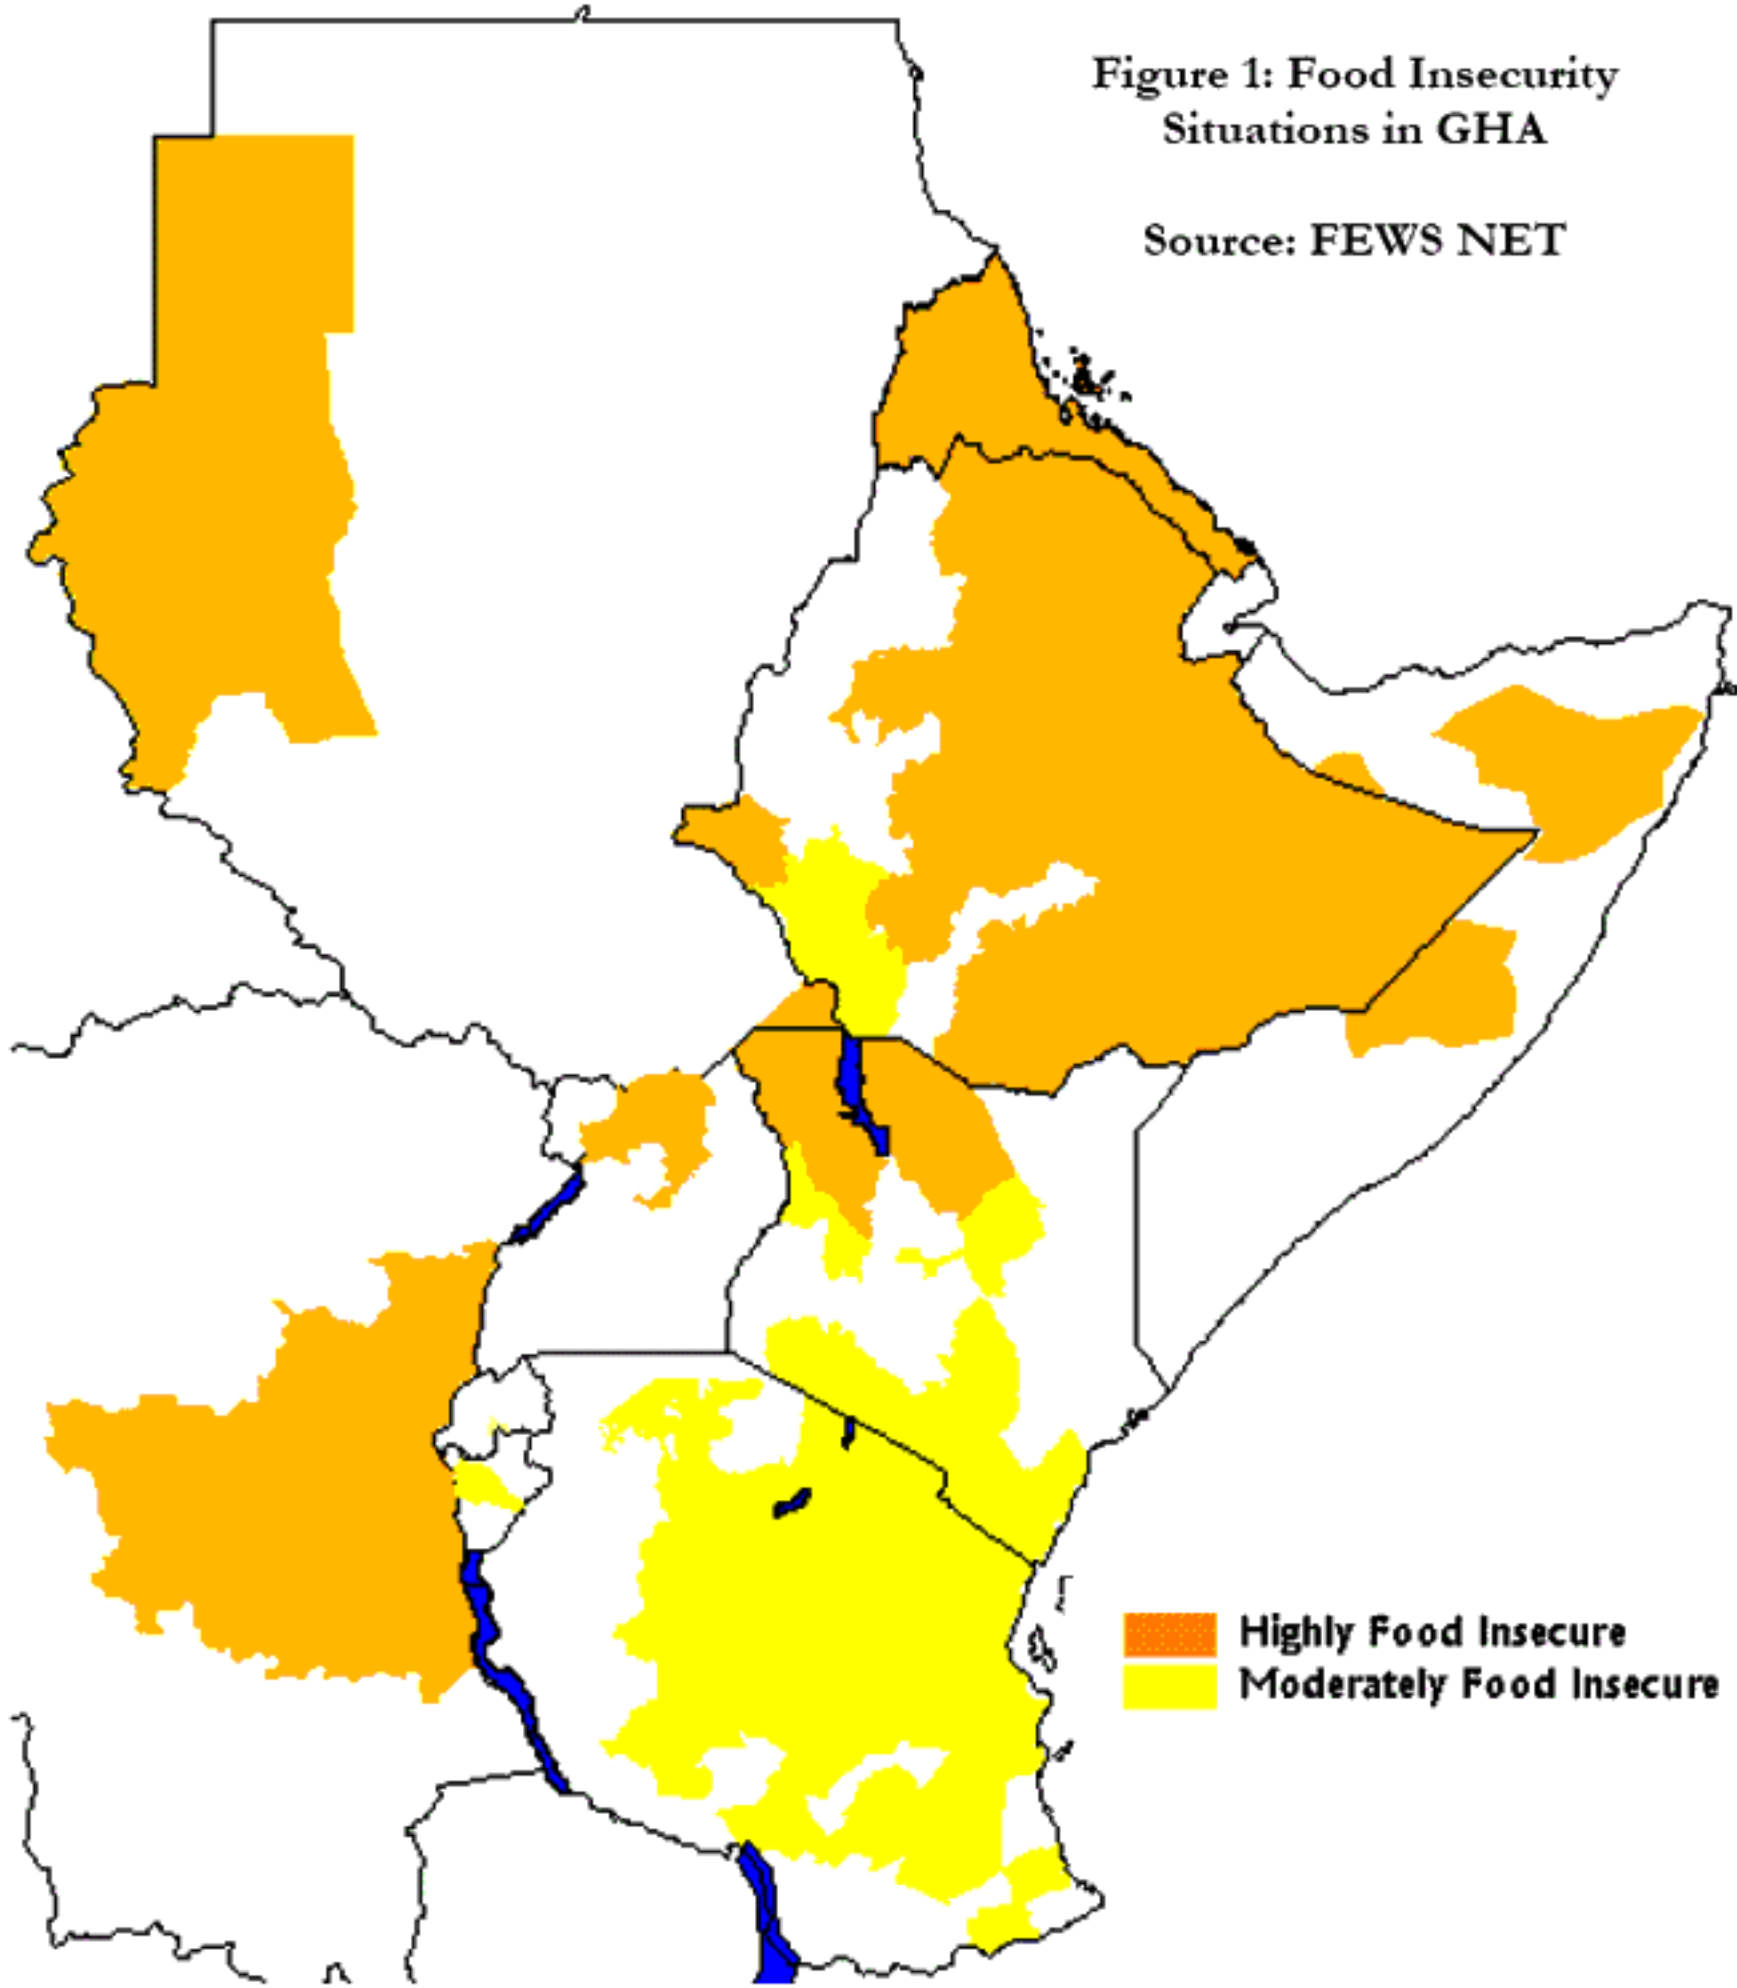 Figure 1: Food Insecurity
Situations in GHA
Source: FEWS NET
Highly Food Insecure
Moderately Food Insecure